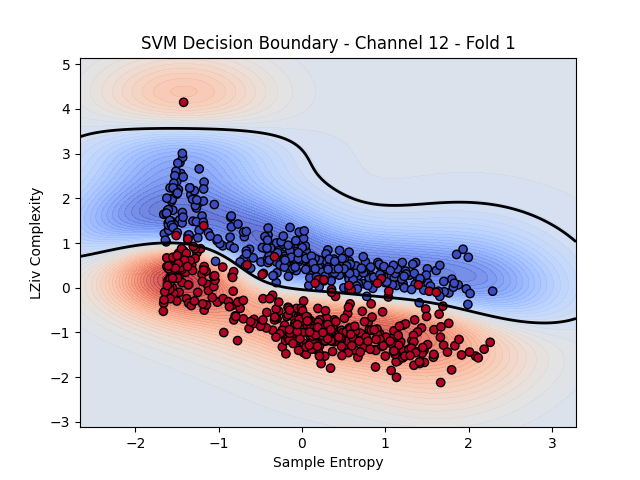 SVM Decision Boundary - Channel 12 - Fold 1
5
4
3
2
1
0
−1
−2
−3
LZiv Complexity
−2 −1 0 1 2 3
Sample Entropy